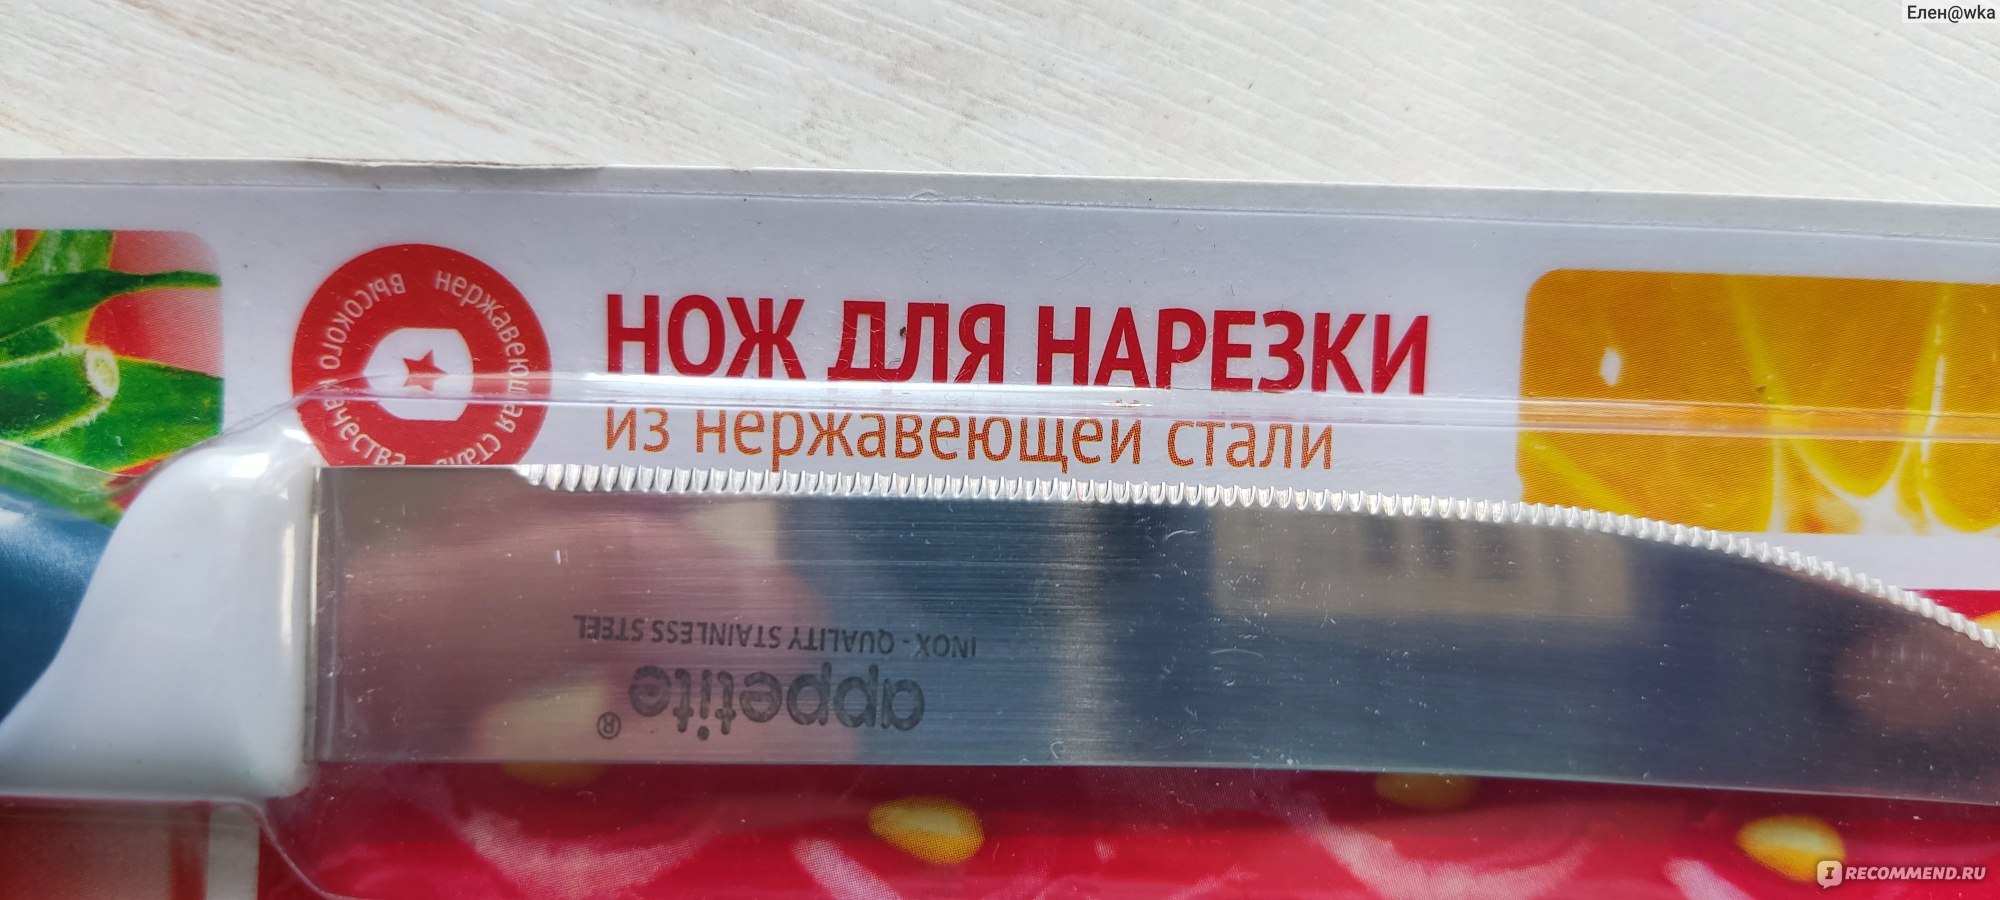 Елен@wka
НОЖ ДЛЯ НАРЕЗКИ
из нержавеющей стали
нержавеющая сталь
высокого качества
appetite®
INOX - QUALITY STAINLESS STEEL
RECOMMEND.RU